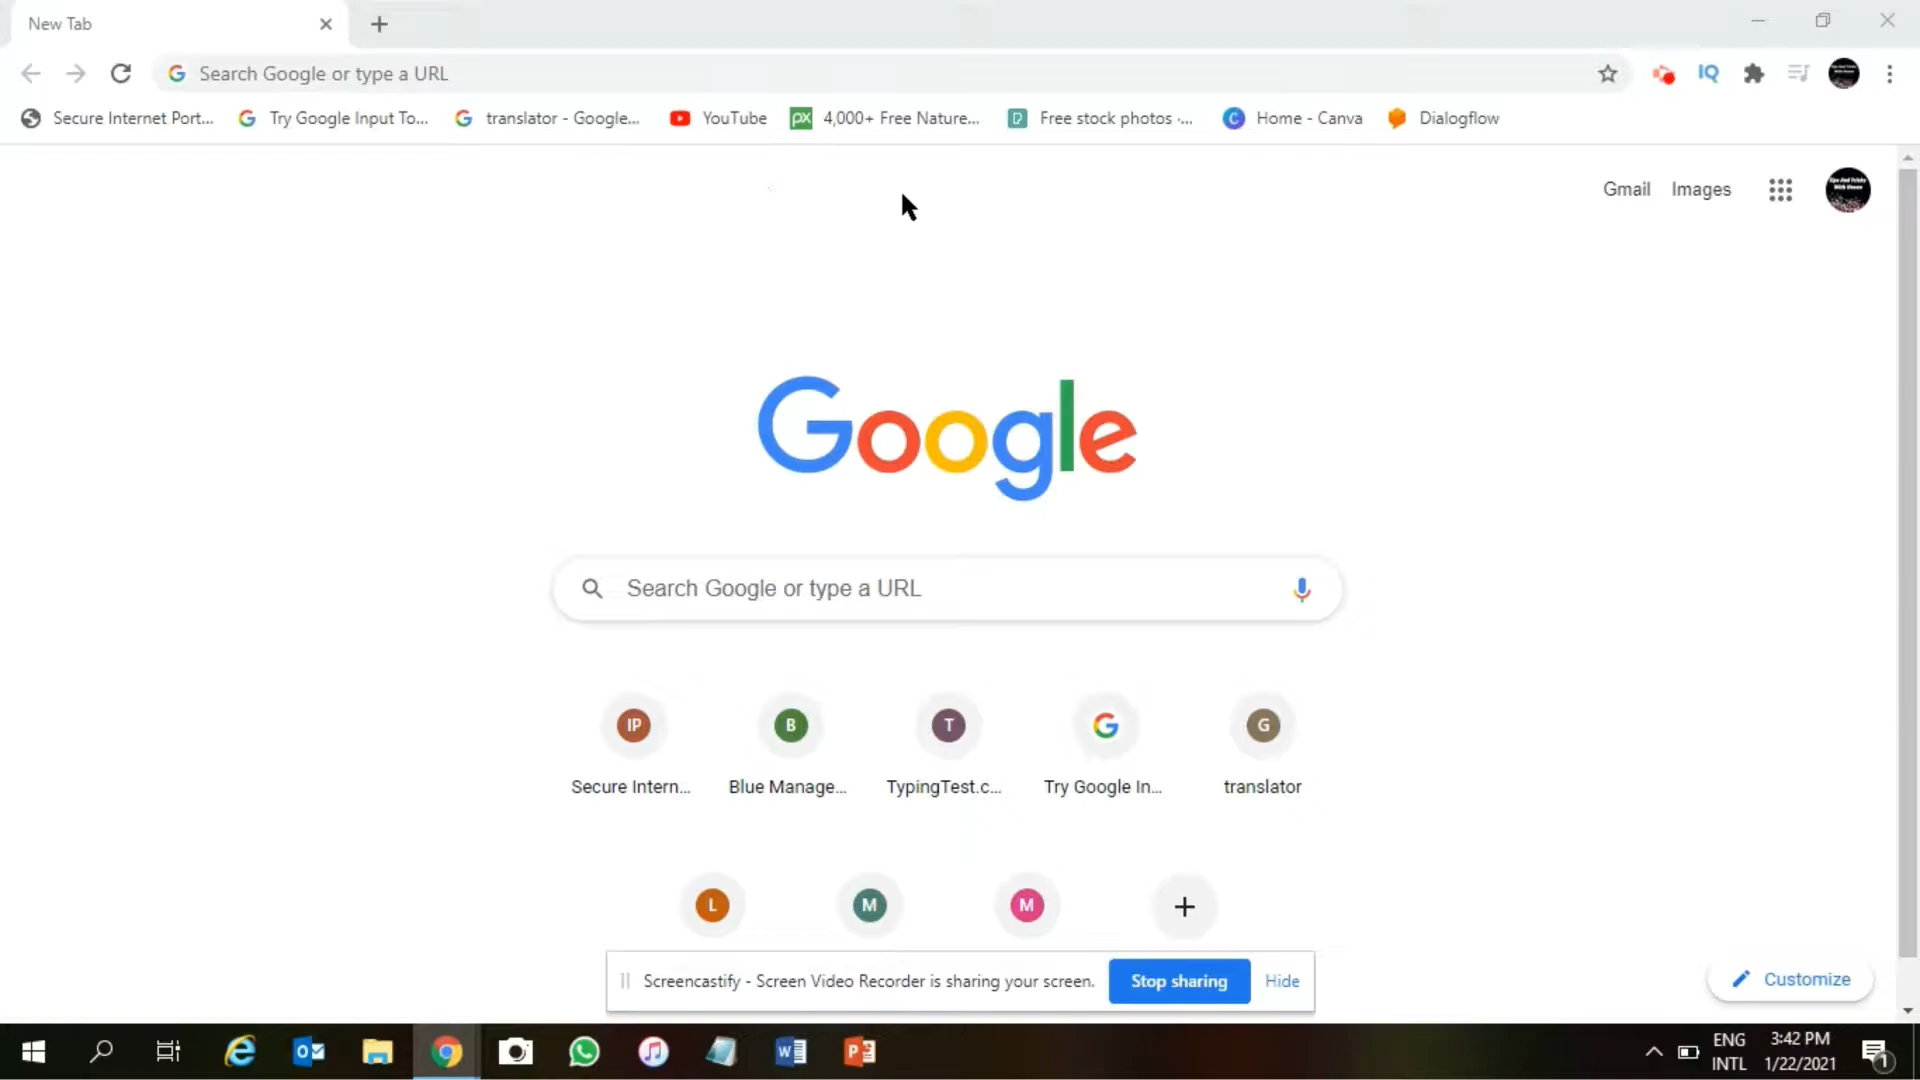 New Tab
Search Google or type a URL
IQ
Secure Internet Port...
Try Google Input To...
translator - Google...
YouTube
px
4,000+ Free Nature...
Free stock photos ·...
C
Home - Canva
Dialogflow
Gmail
Images
Google
Search Google or type a URL
IP
B
T
G
G
Secure Intern...
Blue Manage...
TypingTest.c...
Try Google In...
translator
L
M
M
Screencastify - Screen Video Recorder is sharing your screen.
Stop sharing
Hide
Customize
ENG
INTL
3:42 PM
1/22/2021
1